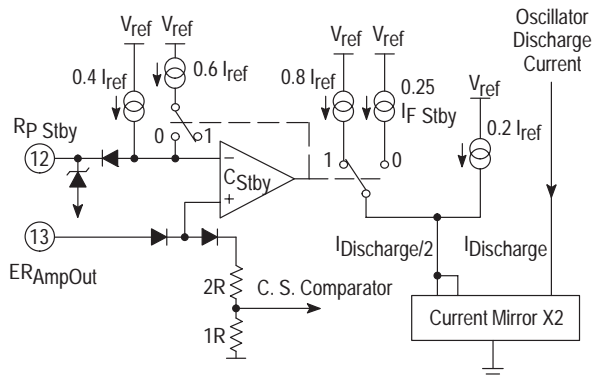 Oscillator
Discharge
Current
Vref Vref Vref Vref
0.4 Iref 0.6 Iref 0.8 Iref 0.25
IF Stby
Vref
0.2 Iref
RP Stby
0 1 1 0
12
–
CStby
+
13
ERAmpOut
IDischarge/2 IDischarge
2R
C. S. Comparator
1R
Current Mirror X2